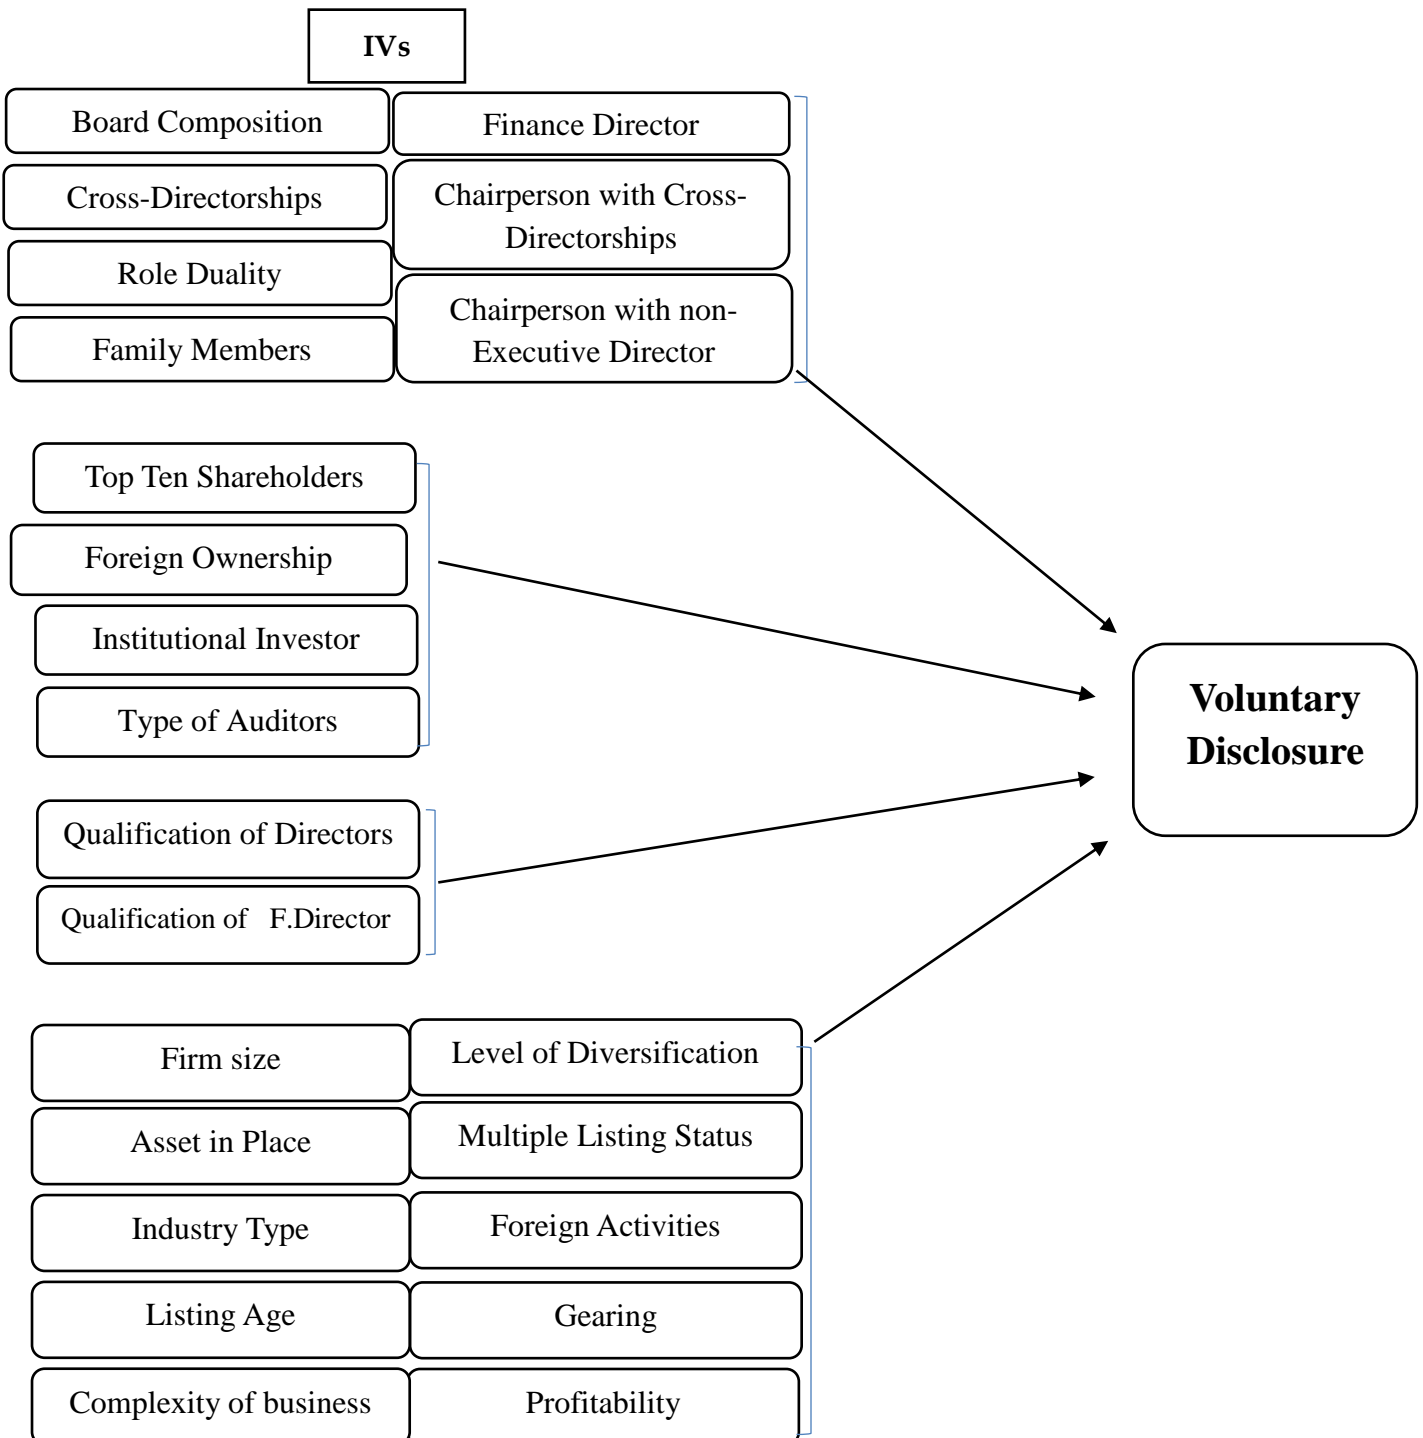 IVs
Board Composition
Finance Director
Cross-Directorships
Chairperson with Cross-
Directorships
Role Duality
Chairperson with non-
Executive Director
Family Members
Top Ten Shareholders
Foreign Ownership
Institutional Investor
Type of Auditors
Voluntary
Disclosure
Qualification of Directors
Qualification of F.Director
Firm size
Level of Diversification
Asset in Place
Multiple Listing Status
Industry Type
Foreign Activities
Listing Age
Gearing
Complexity of business
Profitability